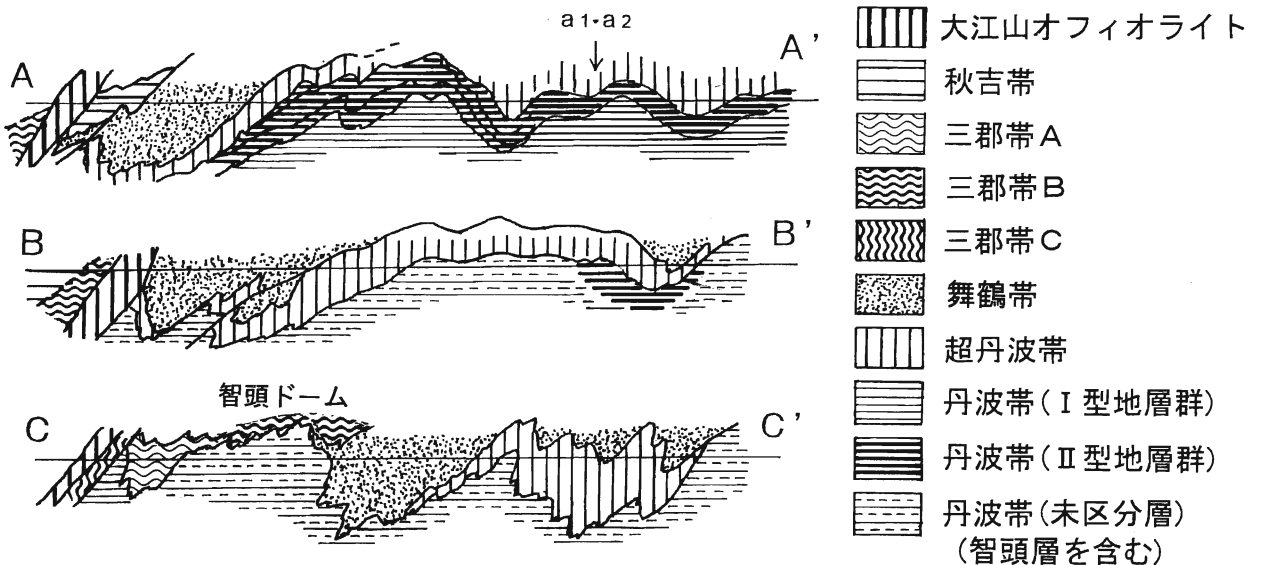 a1・a2
A
A’
B
B’
智頭ドーム
C
C’
大江山オフィオライト
秋吉帯
三郡帯A
三郡帯B
三郡帯C
舞鶴帯
超丹波帯
丹波帯(Ⅰ型地層群)
丹波帯(Ⅱ型地層群)
丹波帯(未区分層)
(智頭層を含む)